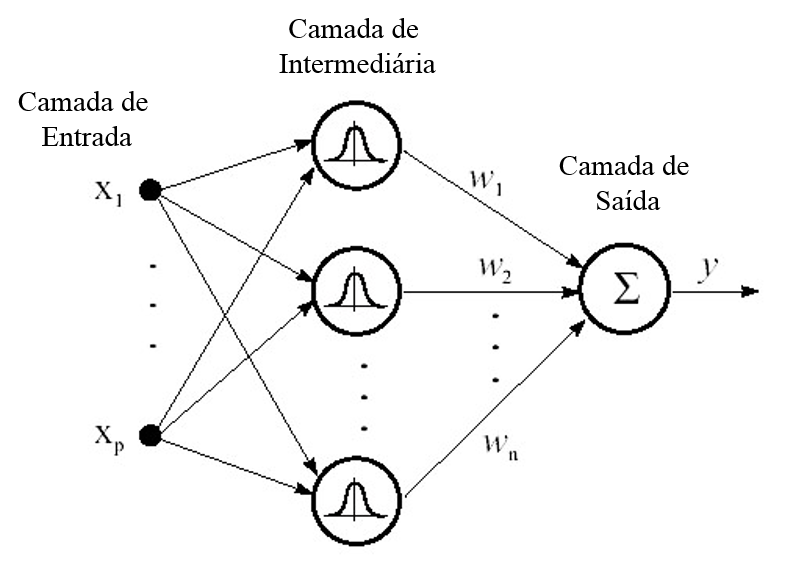 Camada de
Intermediária
Camada de
Entrada
Camada de
Saída
x1
xp
w1
w2
wn
Σ
y